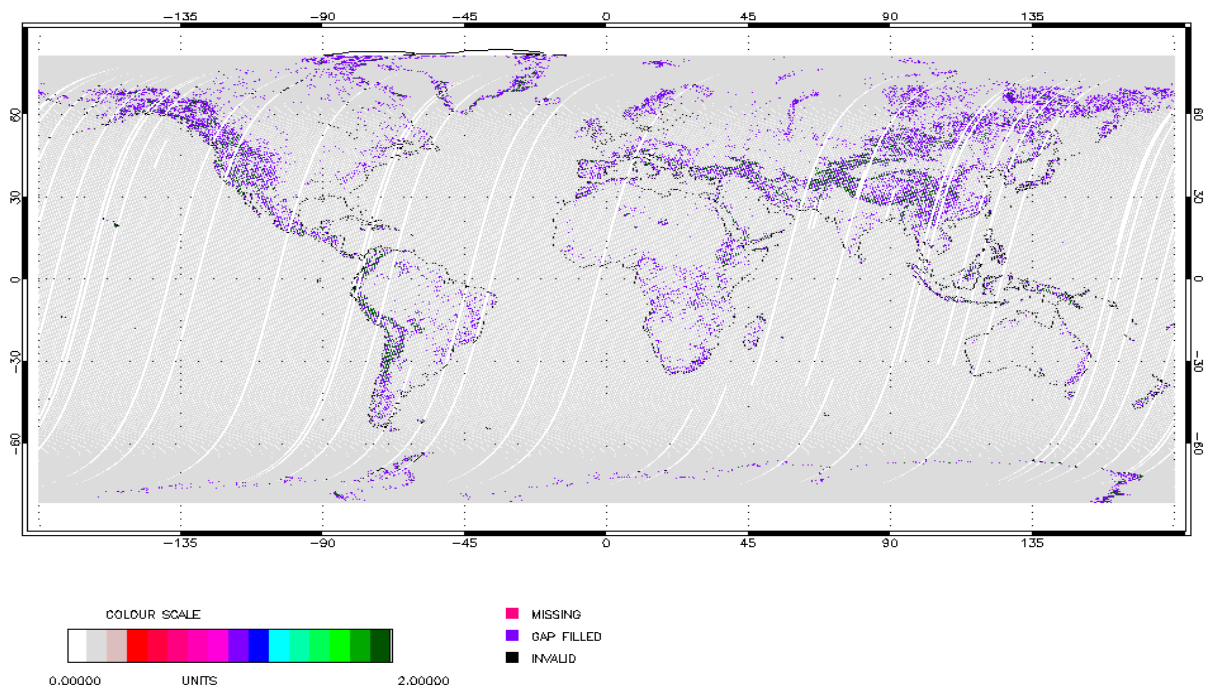 −135 −90 −45 0 45 90 135
60 60
30 30
0 0
−30 −30
−60 −60
−135 −90 −45 0 45 90 135
COLOUR SCALE
MISSING
GAP FILLED
INVALID
0.00000 UNITS 2.00000